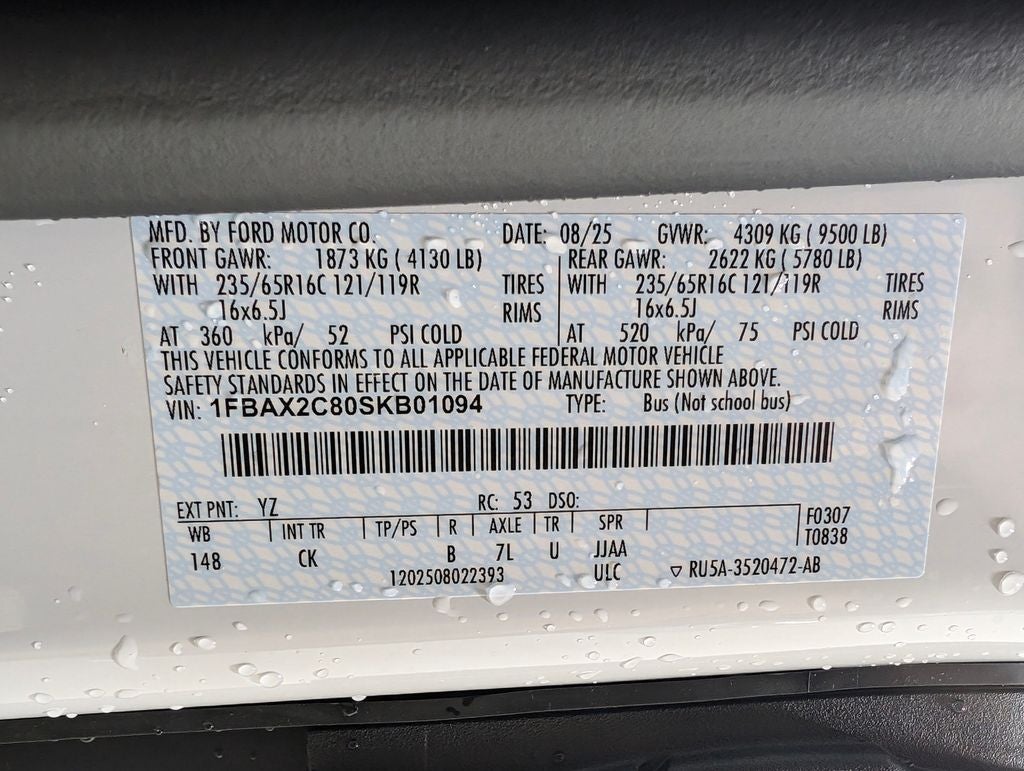 MFD. BY FORD MOTOR CO. DATE: 08/25 GVWR: 4309 KG ( 9500 LB)
FRONT GAWR: 1873 KG ( 4130 LB) REAR GAWR: 2622 KG ( 5780 LB)
WITH 235/65R16C 121/119R TIRES WITH 235/65R16C 121/119R TIRES
16x6.5J RIMS 16x6.5J RIMS
AT 360 kPa/ 52 PSI COLD AT 520 kPa/ 75 PSI COLD
THIS VEHICLE CONFORMS TO ALL APPLICABLE FEDERAL MOTOR VEHICLE
SAFETY STANDARDS IN EFFECT ON THE DATE OF MANUFACTURE SHOWN ABOVE.
VIN: 1FBAX2C80SKB01094 TYPE: Bus (Not school bus)
EXT PNT: YZ RC: 53 DSO:
WB INT TR TP/PS R AXLE TR SPR F0307
148 CK B 7L U JJAA T0838
1202508022393 ULC ▽ RU5A-3520472-AB